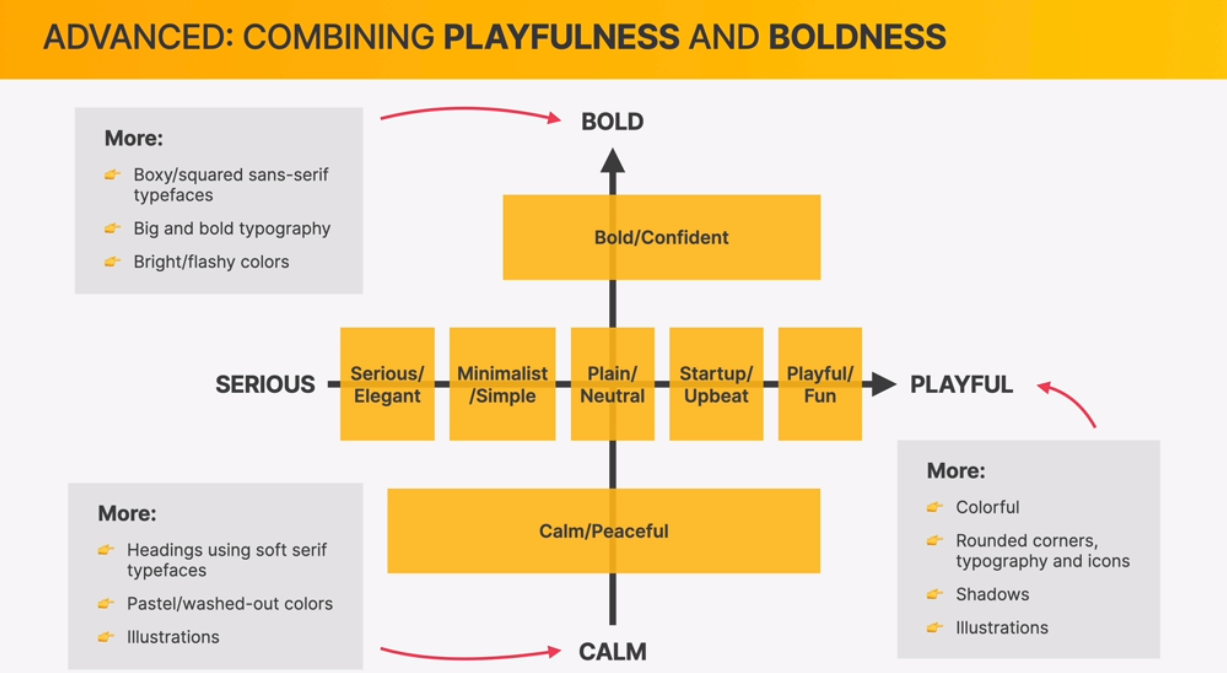 ADVANCED: COMBINING PLAYFULNESS AND BOLDNESS
More:
Boxy/squared sans-serif
typefaces
Big and bold typography
Bright/flashy colors
BOLD
Bold/Confident
SERIOUS
Serious/
Elegant
Minimalist
/Simple
Plain/
Neutral
Startup/
Upbeat
Playful/
Fun
PLAYFUL
More:
Headings using soft serif
typefaces
Pastel/washed-out colors
Illustrations
Calm/Peaceful
CALM
More:
Colorful
Rounded corners,
typography and icons
Shadows
Illustrations